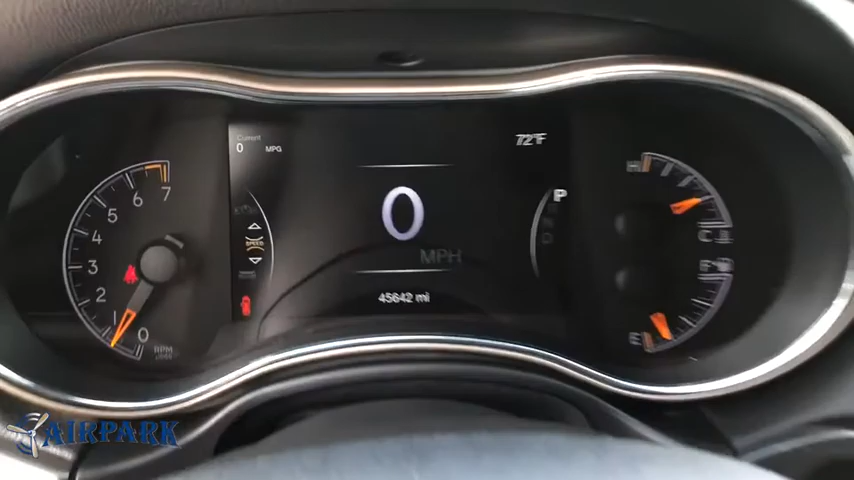 Current
0 MPG
72°F
7
6
5
4
3
2
1
0
RPM
SPEED
0
MPH
45642 mi
P
H
C
F
E
AIRPARK